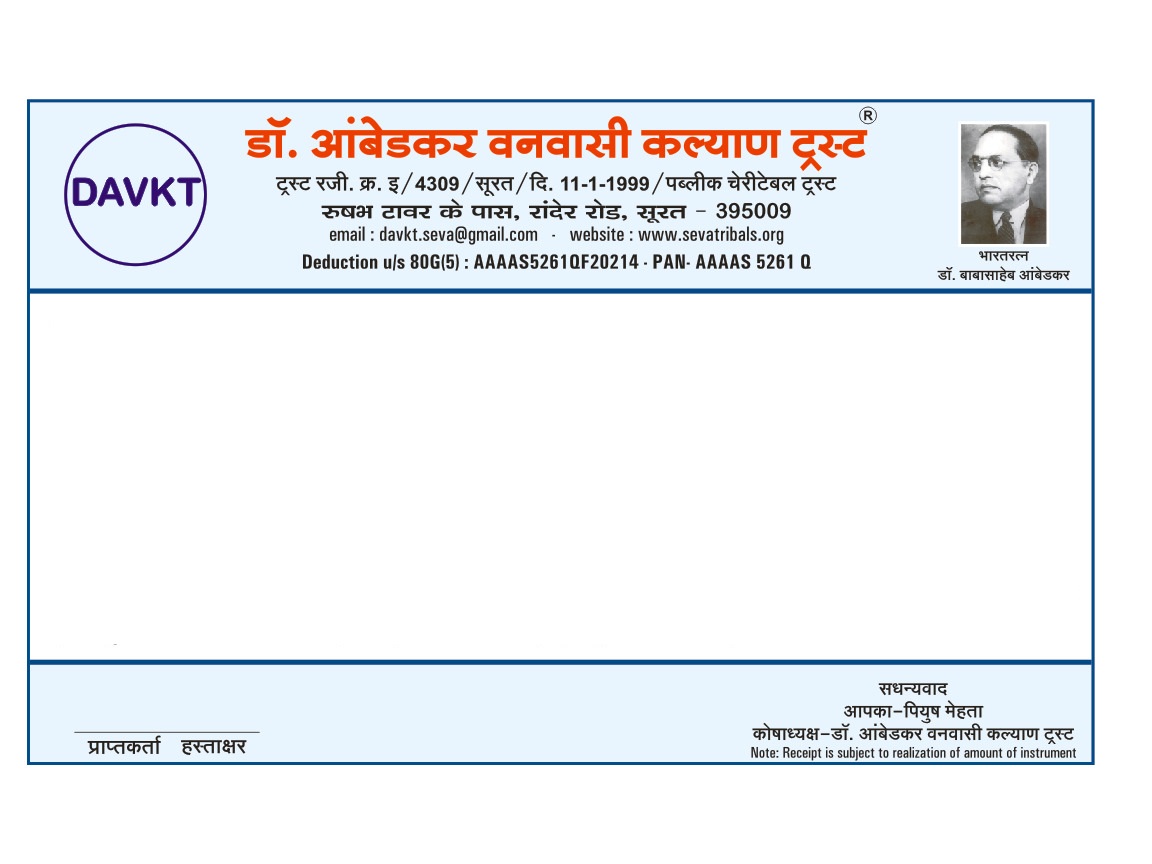 डॉ. आंबेडकर वनवासी कल्याण ट्रस्ट ®
DAVKT
ट्रस्ट रजी. क्र. इ/4309/सूरत/दि. 11-1-1999/पब्लीक चेरीटेबल ट्रस्ट
रुषभ टावर के पास, रांदेर रोड, सूरत - 395009
email : davkt.seva@gmail.com - website : www.sevatribals.org
Deduction u/s 80G(5) : AAAAS5261QF20214 - PAN- AAAAS 5261 Q
भारतरत्न
डॉ. बाबासाहेब आंबेडकर
सधन्यवाद
आपका-पियुष मेहता
कोषाध्यक्ष-डॉ. आंबेडकर वनवासी कल्याण ट्रस्ट
Note: Receipt is subject to realization of amount of instrument
प्राप्तकर्ता हस्ताक्षर